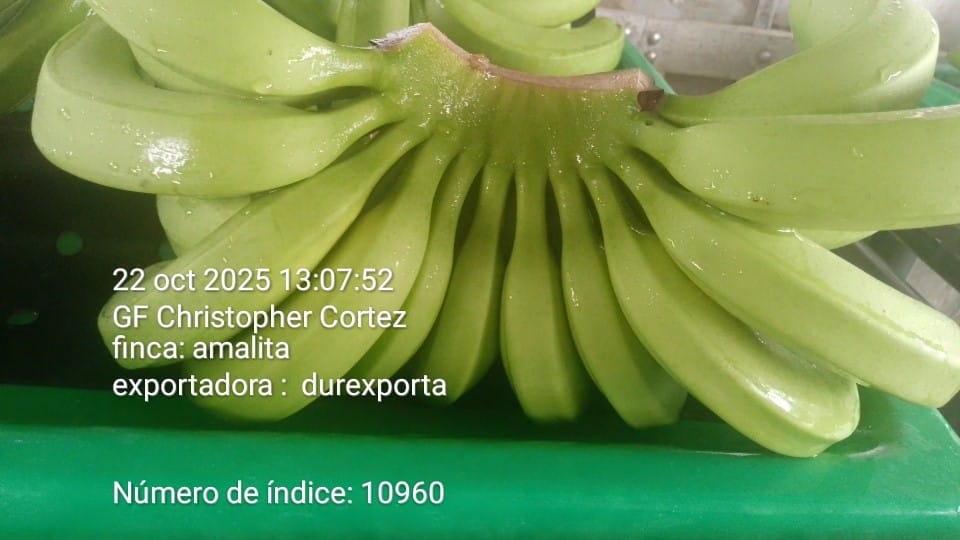 22 oct 2025 13:07:52
GF Christopher Cortez
finca: amalita
exportadora :  durexporta
Número de índice: 10960